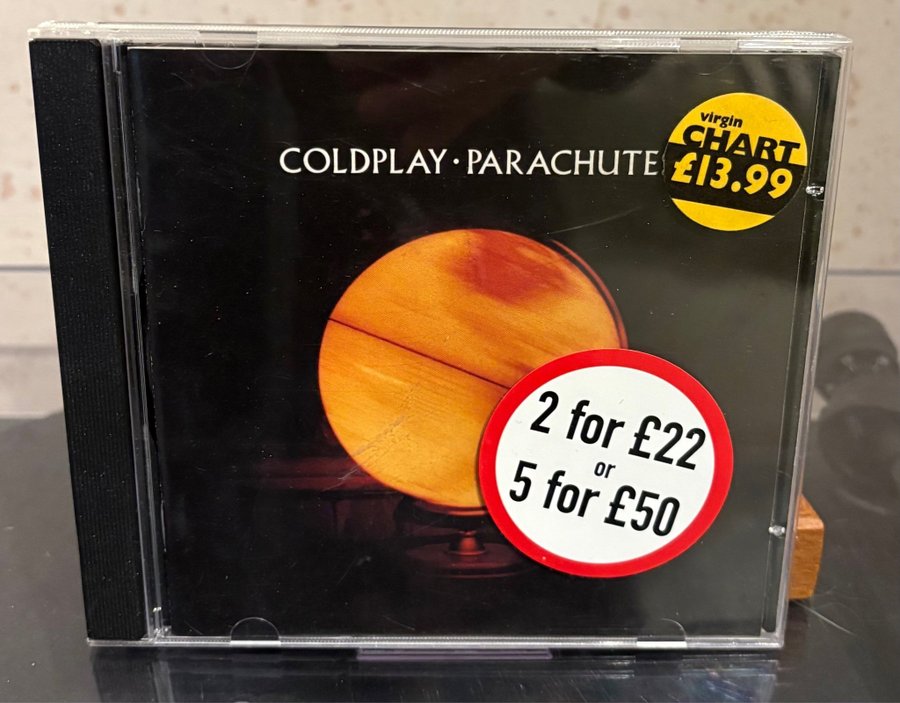 COLDPLAY · PARACHUTE
virgin
CHART
£13.99
2 for £22
or
5 for £50